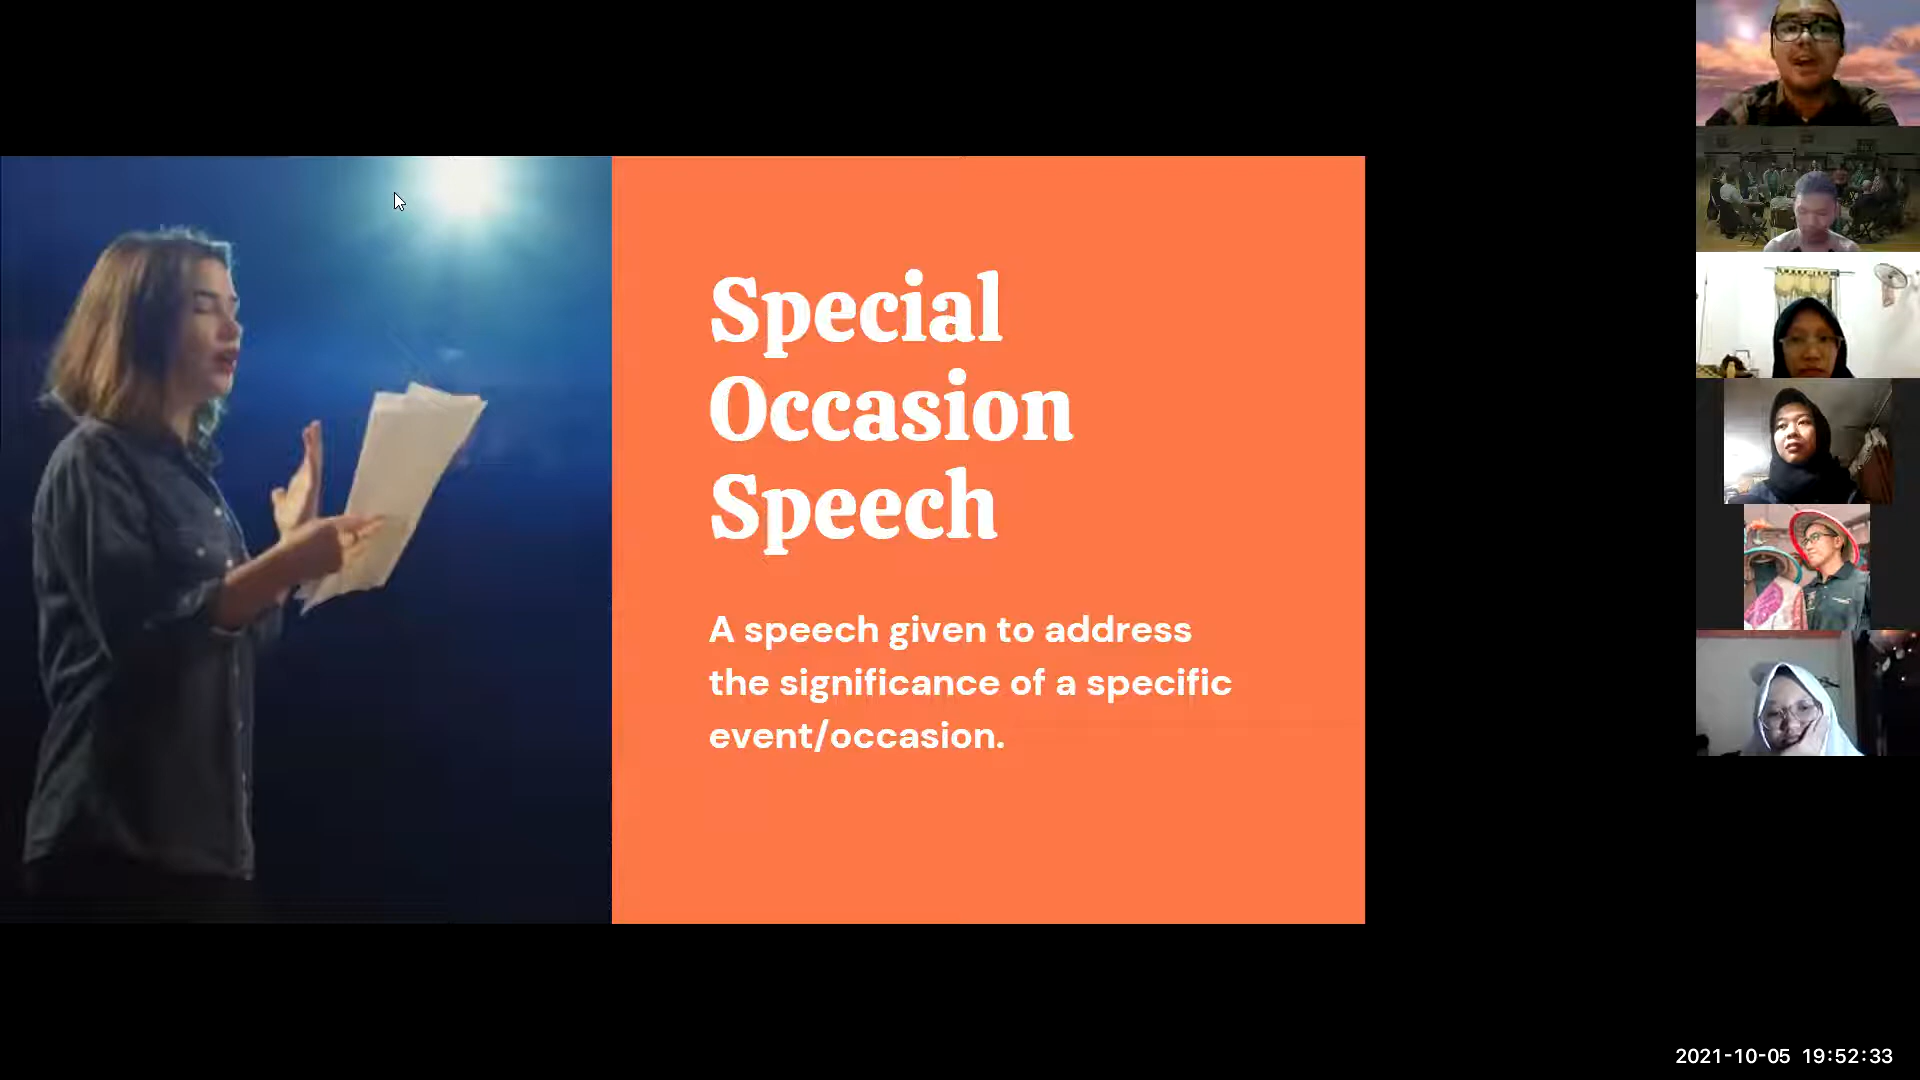 Special
Occasion
Speech
A speech given to address
the significance of a specific
event/occasion.
2021-10-05 19:52:33